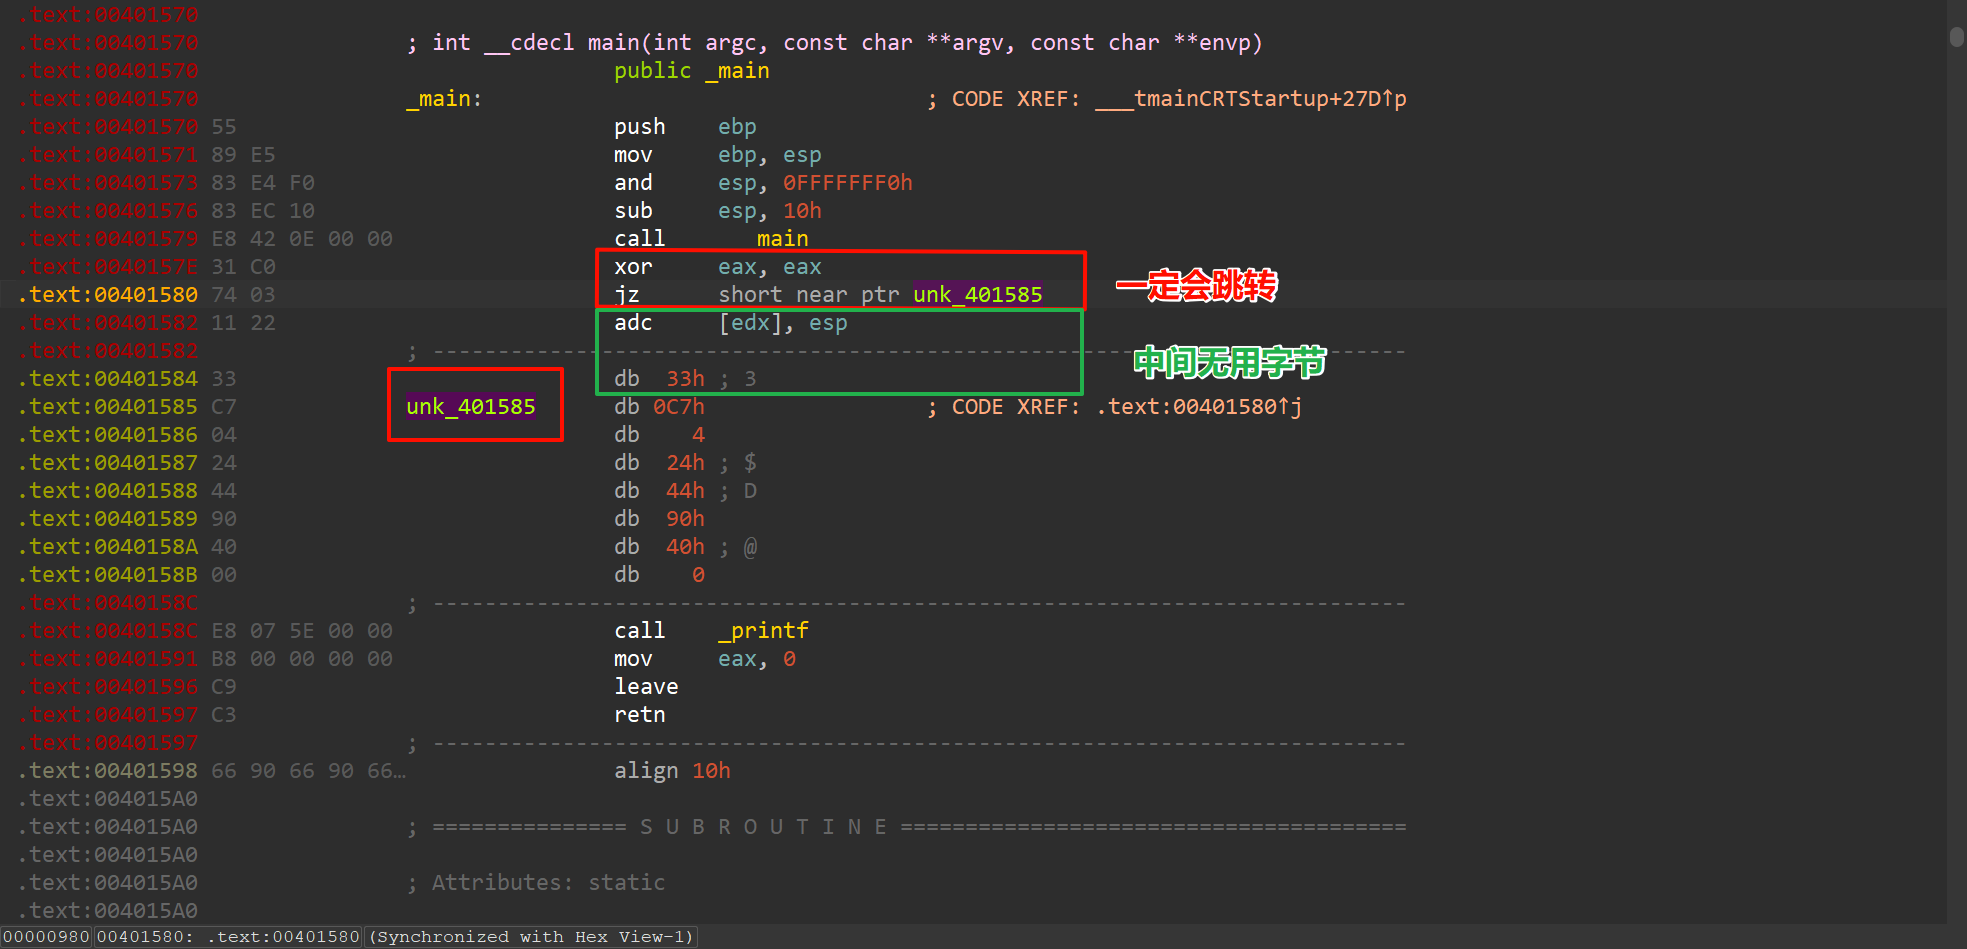 .text:00401570
.text:00401570 ; int __cdecl main(int argc, const char **argv, const char **envp)
.text:00401570 public _main
.text:00401570 _main: ; CODE XREF: ___tmainCRTStartup+27D↑p
.text:00401570 55 push ebp
.text:00401571 89 E5 mov ebp, esp
.text:00401573 83 E4 F0 and esp, 0FFFFFFF0h
.text:00401576 83 EC 10 sub esp, 10h
.text:00401579 E8 42 0E 00 00 call main
.text:0040157E 31 C0 xor eax, eax
一定会跳转
.text:00401580 74 03 jz short near ptr unk_401585
.text:00401582 11 22 adc [edx], esp
.text:00401582 ; ---------------------------------------------------------------------------
中间无用字节
.text:00401584 33 db 33h ; 3
.text:00401585 C7 unk_401585 db 0C7h ; CODE XREF: .text:00401580↑j
.text:00401586 04 db 4
.text:00401587 24 db 24h ; $
.text:00401588 44 db 44h ; D
.text:00401589 90 db 90h
.text:0040158A 40 db 40h ; @
.text:0040158B 00 db 0
.text:0040158C ; ---------------------------------------------------------------------------
.text:0040158C E8 07 5E 00 00 call _printf
.text:00401591 B8 00 00 00 00 mov eax, 0
.text:00401596 C9 leave
.text:00401597 C3 retn
.text:00401597 ; ---------------------------------------------------------------------------
.text:00401598 66 90 66 90 66… align 10h
.text:004015A0
.text:004015A0 ; =============== S U B R O U T I N E =======================================
.text:004015A0
.text:004015A0 ; Attributes: static
.text:004015A0
00000980 00401580: .text:00401580 (Synchronized with Hex View-1)